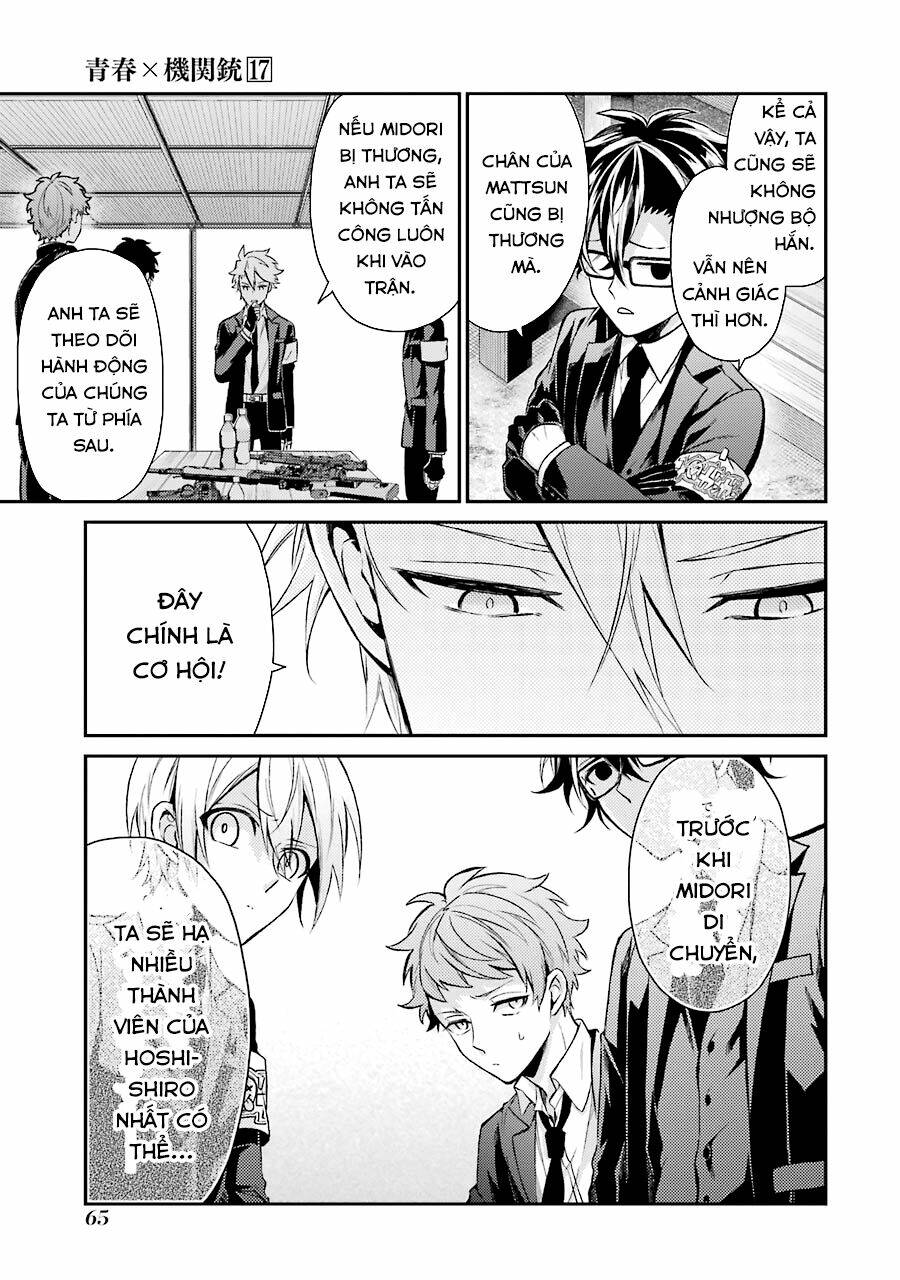 青春×機関銃17
KỂ CẢ
VẬY, TA
CŨNG SẼ
KHÔNG
NHƯỢNG BỘ
HẮN.
VẪN NÊN
CẢNH GIÁC
THÌ HƠN.
CHÂN CỦA
MATTSUN
CŨNG BỊ
THƯƠNG
MÀ.
NẾU MIDORI
BỊ THƯƠNG,
ANH TA SẼ
KHÔNG TẤN
CÔNG LUÔN
KHI VÀO
TRẬN.
ANH TA SẼ
THEO DÕI
HÀNH ĐỘNG
CỦA CHÚNG
TA TỪ PHÍA
SAU.
ĐÂY
CHÍNH LÀ
CƠ HỘI!
で
TRƯỚC
KHI
MIDORI
DI
CHUYỂN,
TA SẼ HẠ
NHIỀU
THÀNH
VIÊN CỦA
HOSHI-
SHIRO
NHẤT CÓ
THỂ...
65